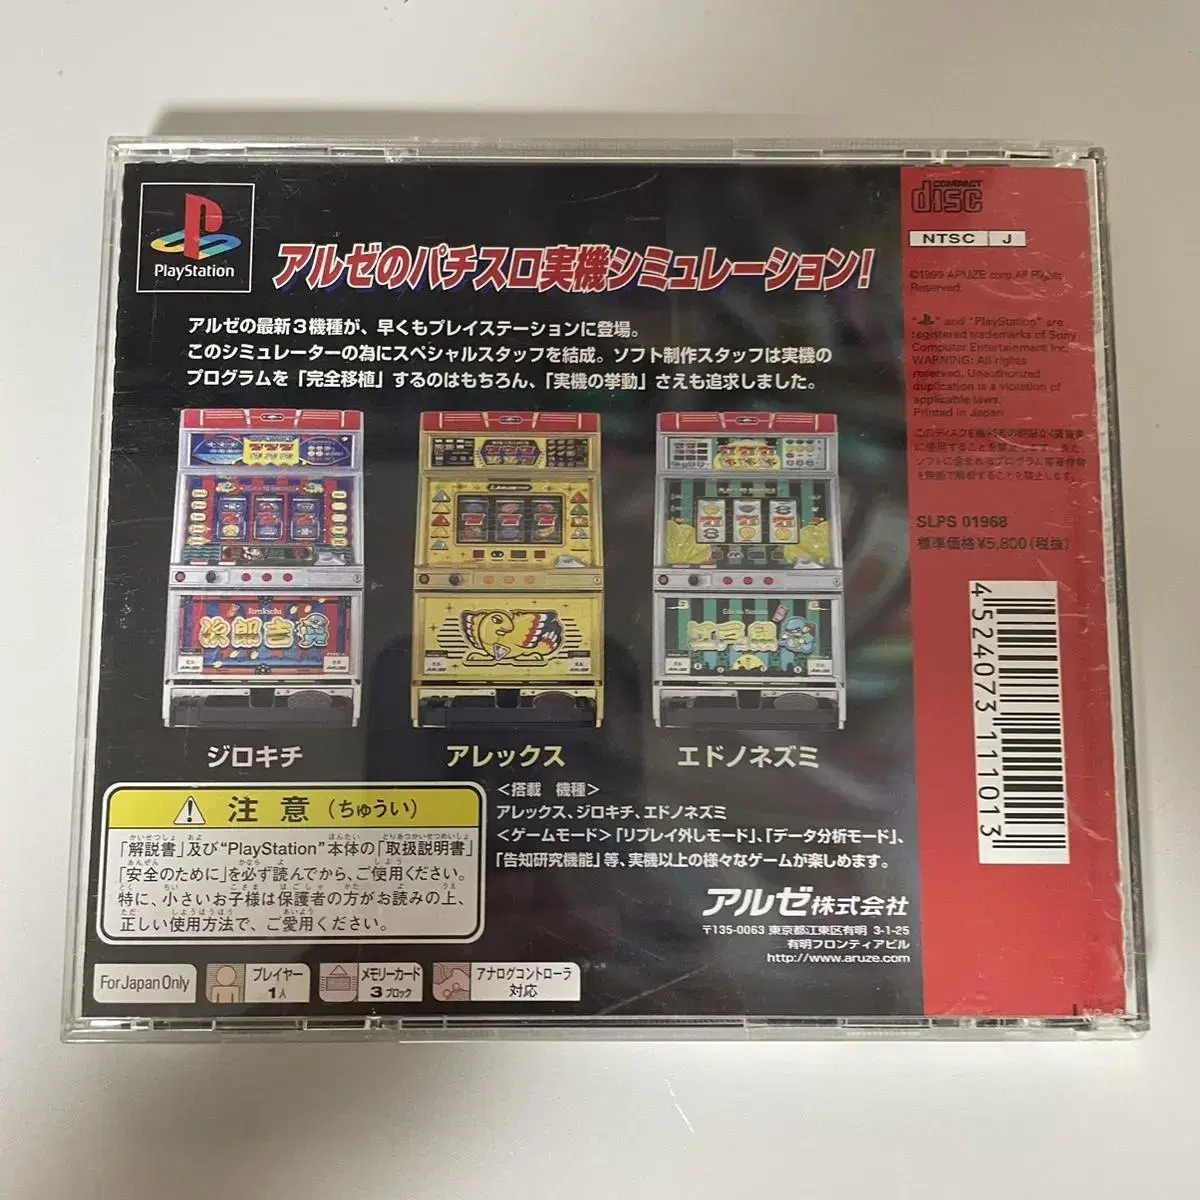 PlayStation
アルゼのパチスロ実機シミュレーション!
アルゼの最新3機種が、早くもプレイステーションに登場。
このシミュレーターの為にスペシャルスタッフを結成。ソフト制作スタッフは実機の
プログラムを「完全移植」するのはもちろん、「実機の挙動」さえも追求しました。
777
777
Jirokichi
次郎吉
江戸鼠
ジロキチ
アレックス
エドノネズミ
<搭載 機種>
アレックス、ジロキチ、エドノネズミ
<ゲームモード>「リプレイ外しモード」、「データ分析モード」、
「告知研究機能」等、実機以上の様々なゲームが楽しめます。
アルゼ株式会社
〒135-0063 東京都江東区有明 3-1-25
有明フロンティアビル
http://www.aruze.com
注意(ちゅうい)
「解説書」及び"PlayStation"本体の「取扱説明書」
「安全のために」を必ず読んでから、ご使用ください。
特に、小さいお子様は保護者の方がお読みの上、
正しい使用方法で、ご愛用ください。
For Japan Only
プレイヤー
1人
メモリーカード
3ブロック
アナログコントローラ
対応
COMPACT
disc
NTSC J
©1999 ARUZE corp.All Rights
Reserved.
" " and "PlayStation" are
registered trademarks of Sony
Computer Entertainment Inc.
WARNING: All rights
reserved. Unauthorized
duplication is a violation of
applicable laws.
Printed in Japan
SLPS 01968
標準価格¥5,800(税抜)
4524073111013